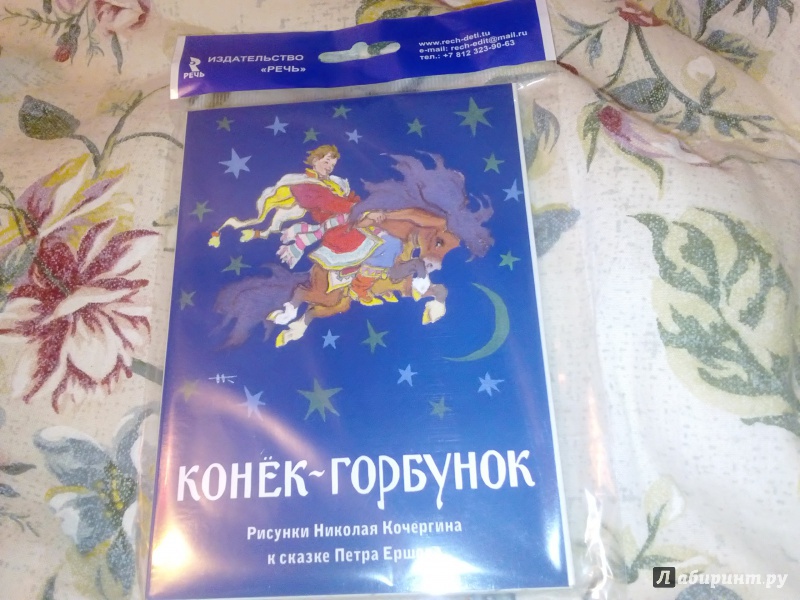 ИЗДАТЕЛЬСТВО
«РЕЧЬ»
РЕЧЬ
www.rech-deti.ru
e-mail: rech-edit@mail.ru
тел.: +7 812 323-90-63
КОНЁК-ГОРБУНОК
Рисунки Николая Кочергина
к сказке Петра
Лабиринт.ру